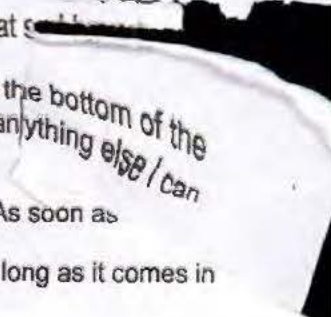 at
the bottom of the
anything else I can
As soon as
long as it comes in